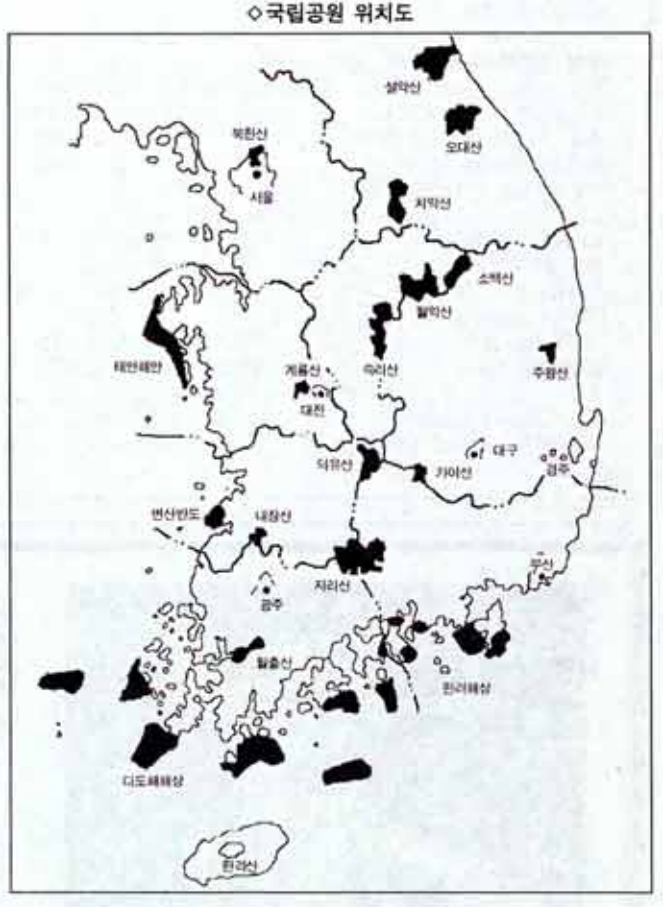 ◇국립공원 위치도
설악산
오대산
북한산
서울
치악산
소백산
월악산
태안해안
계룡산
대전
속리산
주왕산
덕유산
가야산
대구
경주
변산반도
내장산
지리산
부산
광주
월출산
한려해상
다도해해상
한라산